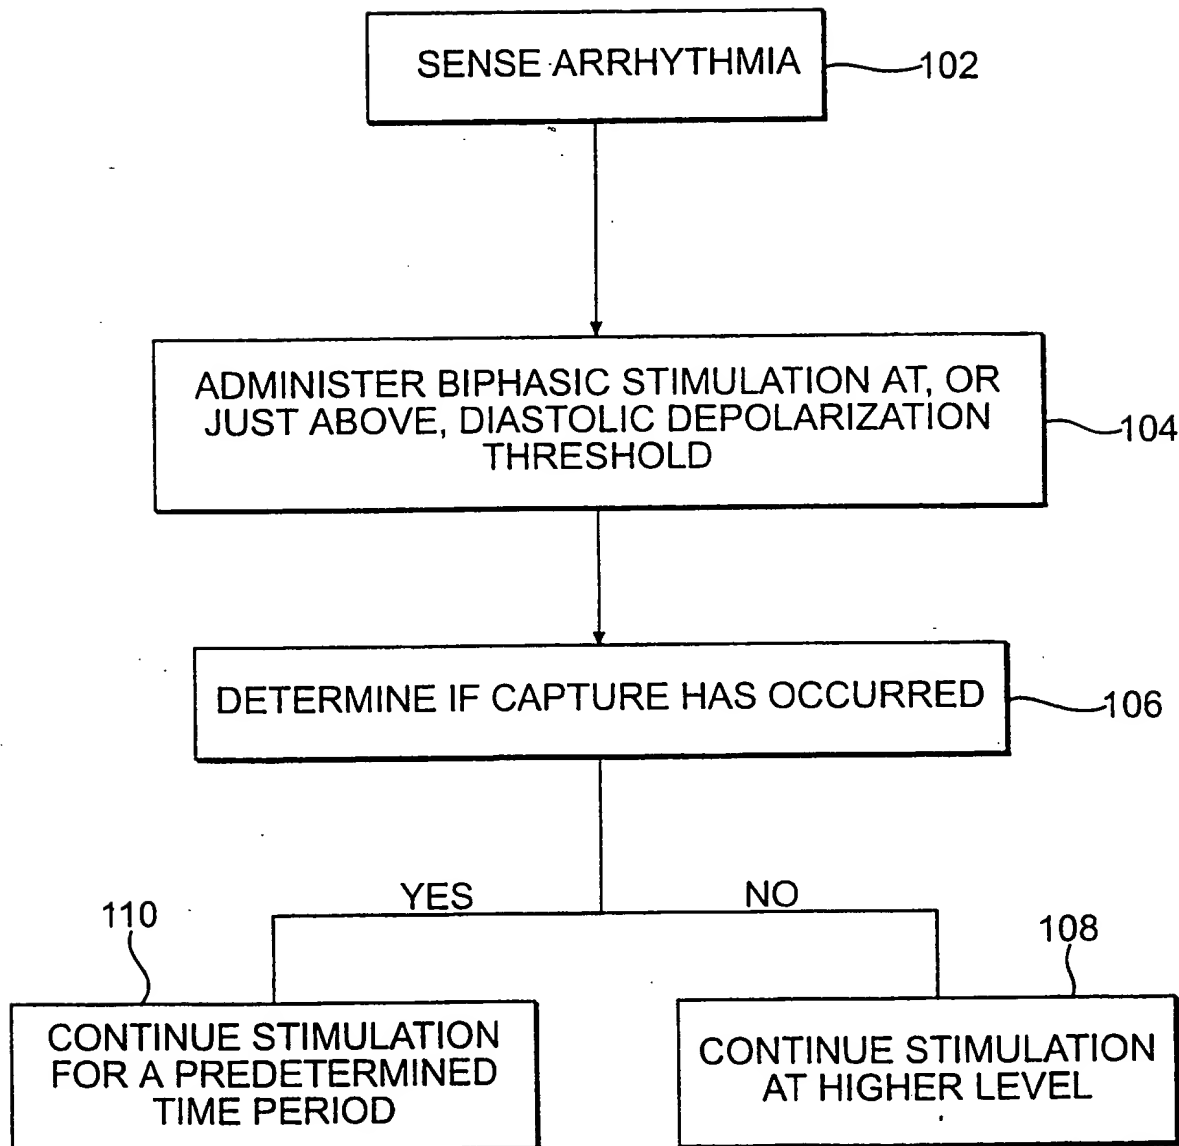 SENSE ARRHYTHMIA
102
ADMINISTER BIPHASIC STIMULATION AT, OR
JUST ABOVE, DIASTOLIC DEPOLARIZATION
THRESHOLD
104
DETERMINE IF CAPTURE HAS OCCURRED
106
YES
NO
110
108
CONTINUE STIMULATION
FOR A PREDETERMINED
TIME PERIOD
CONTINUE STIMULATION
AT HIGHER LEVEL